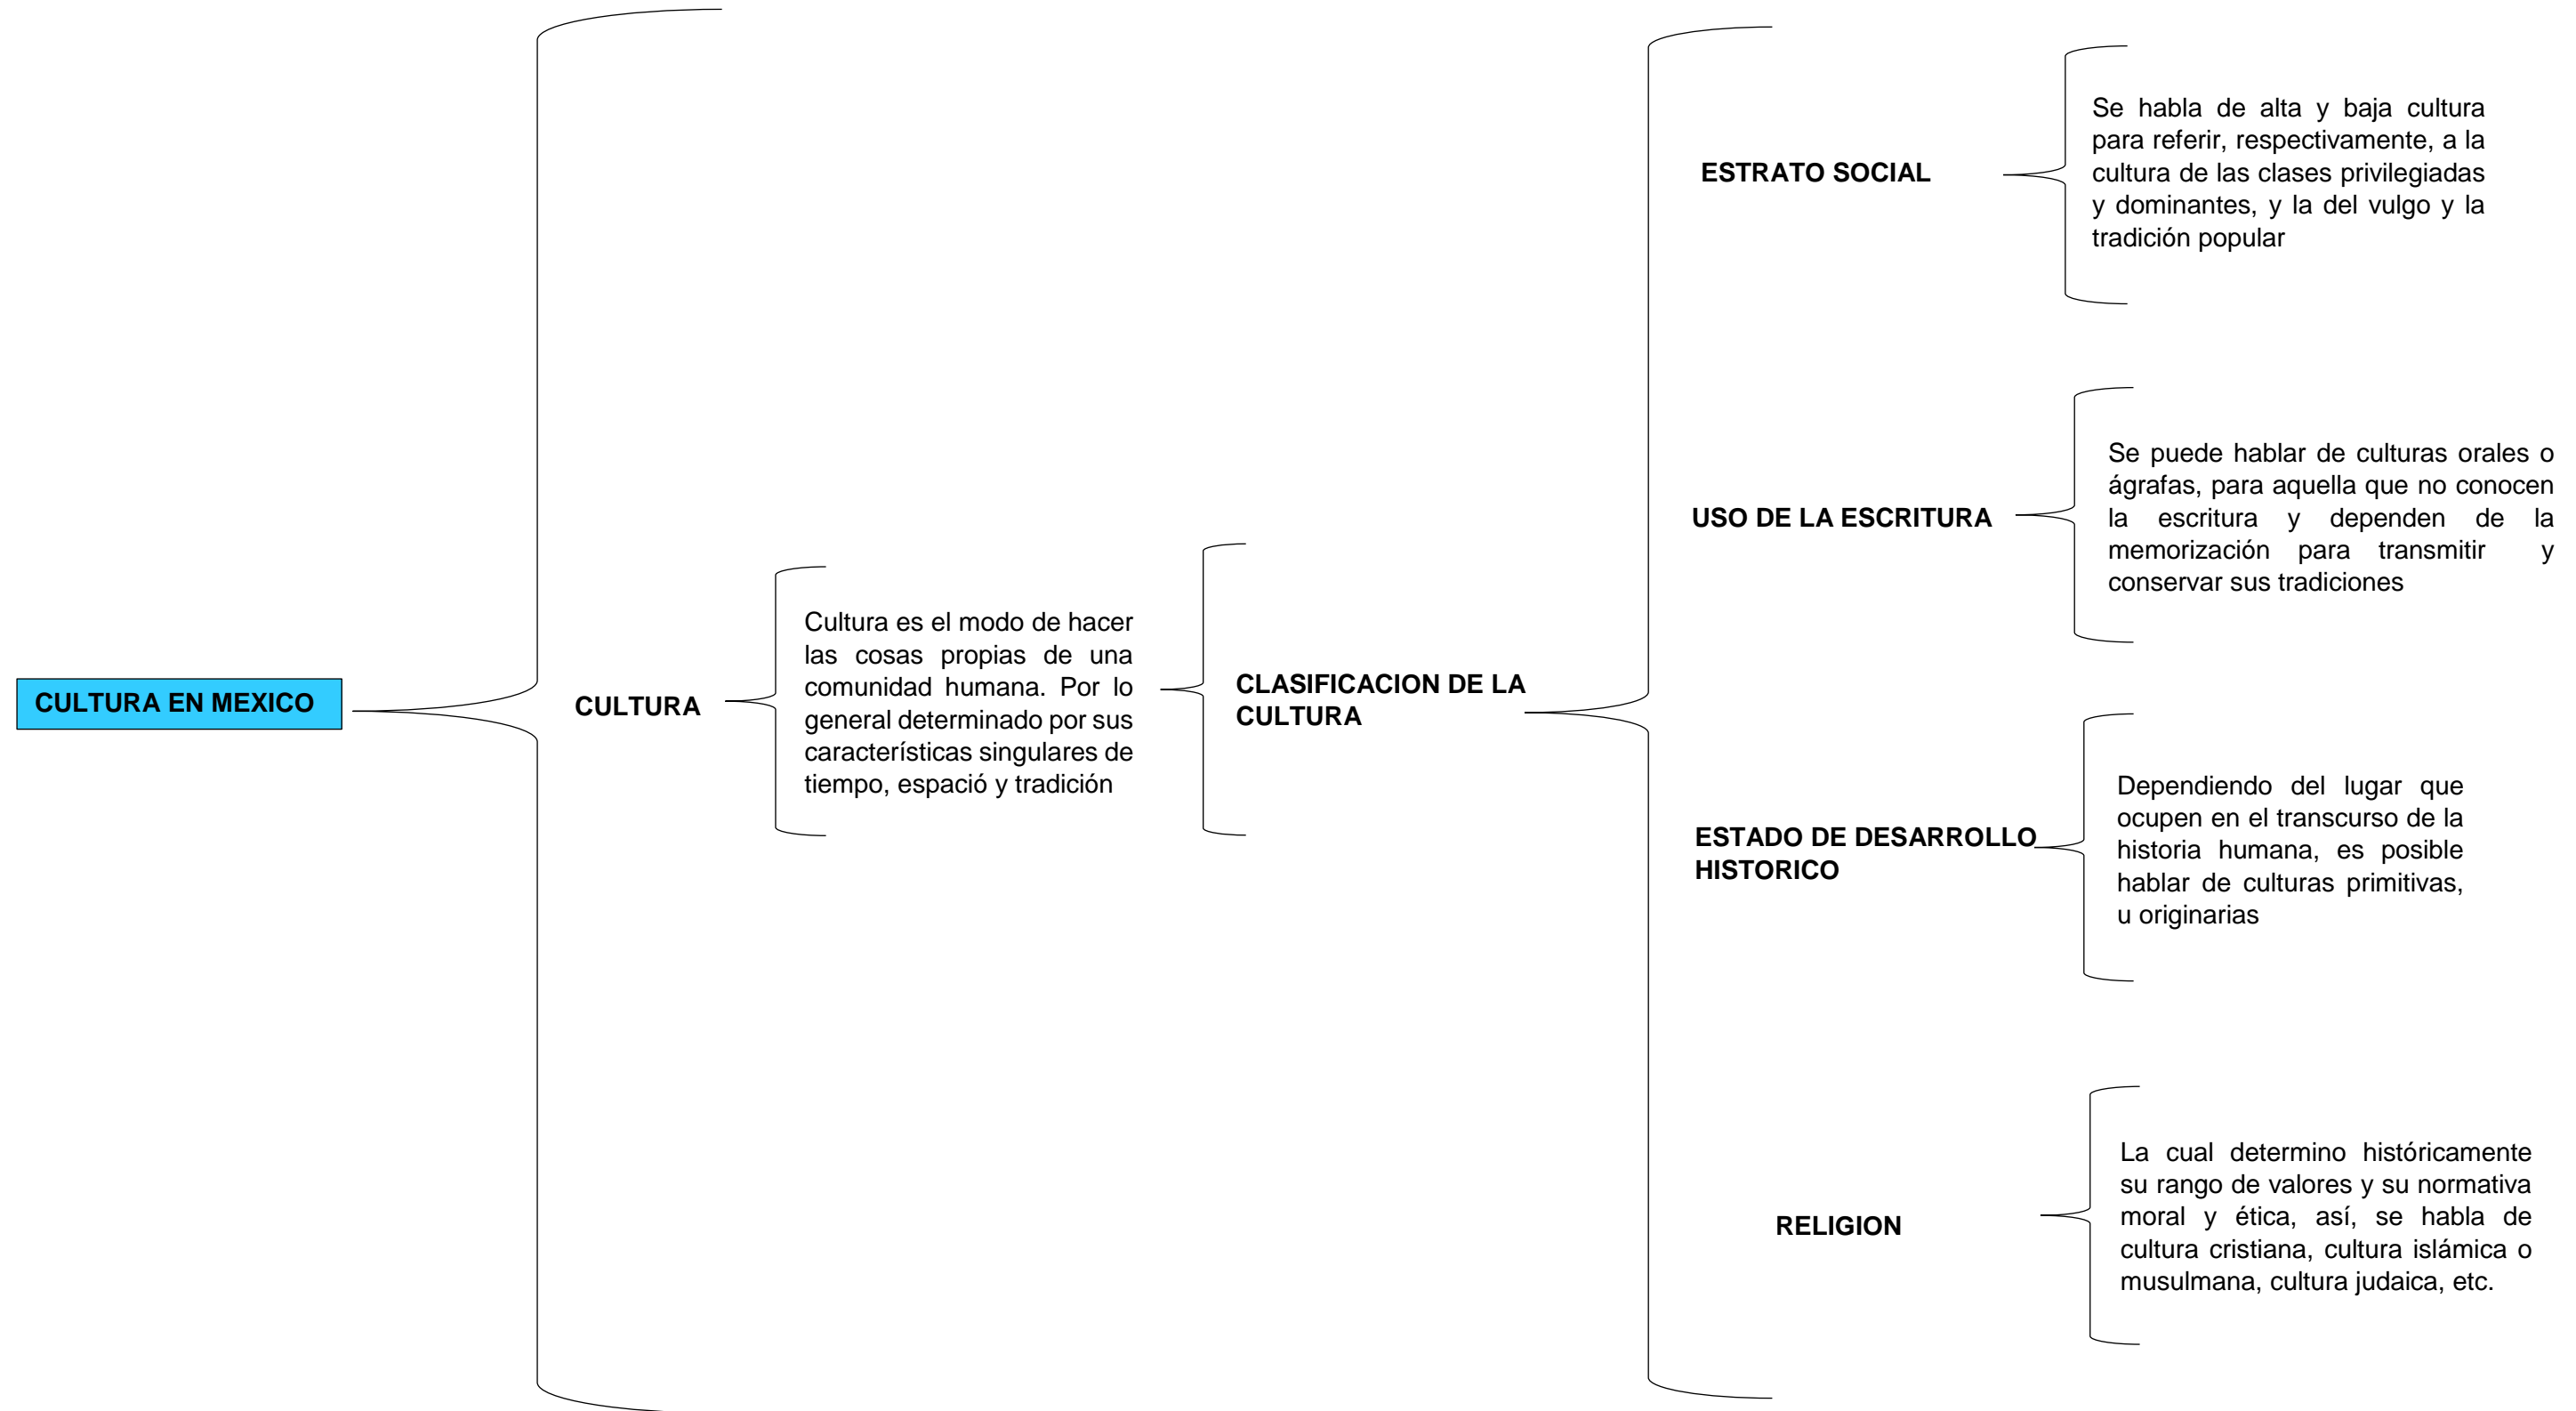 CULTURA EN MEXICO
CULTURA
Cultura es el modo de hacer
las cosas propias de una
comunidad humana. Por lo
general determinado por sus
característícas singulares de
tiempo, espació y tradición
CLASIFICACION DE LA
CULTURA
ESTRATO SOCIAL
Se habla de alta y baja cultura
para referir, respectivamente, a la
cultura de las clases privilegiadas
y dominantes, y la del vulgo y la
tradición popular
USO DE LA ESCRITURA
Se puede hablar de culturas orales o
ágrafas, para aquella que no conocen
la escritura y dependen de la
memorización para transmitir y
conservar sus tradiciones
ESTADO DE DESARROLLO
HISTORICO
Dependiendo del lugar que
ocupen en el transcurso de la
historia humana, es posible
hablar de culturas primitivas,
u originarias
RELIGION
La cual determino históricamente
su rango de valores y su normativa
moral y ética, así, se habla de
cultura cristiana, cultura islámica o
musulmana, cultura judaica, etc.